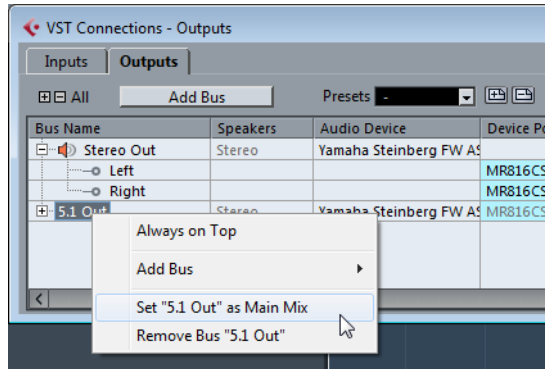 VST Connections - Outputs
Inputs Outputs
All Add Bus Presets -
Bus Name Speakers Audio Device Device Po
Stereo Out Stereo Yamaha Steinberg FW AS
Left MR816CS
Right MR816CS
5.1 Out Stereo Yamaha Steinberg FW AS MR816CS
Always on Top
Add Bus
Set "5.1 Out" as Main Mix
Remove Bus "5.1 Out"